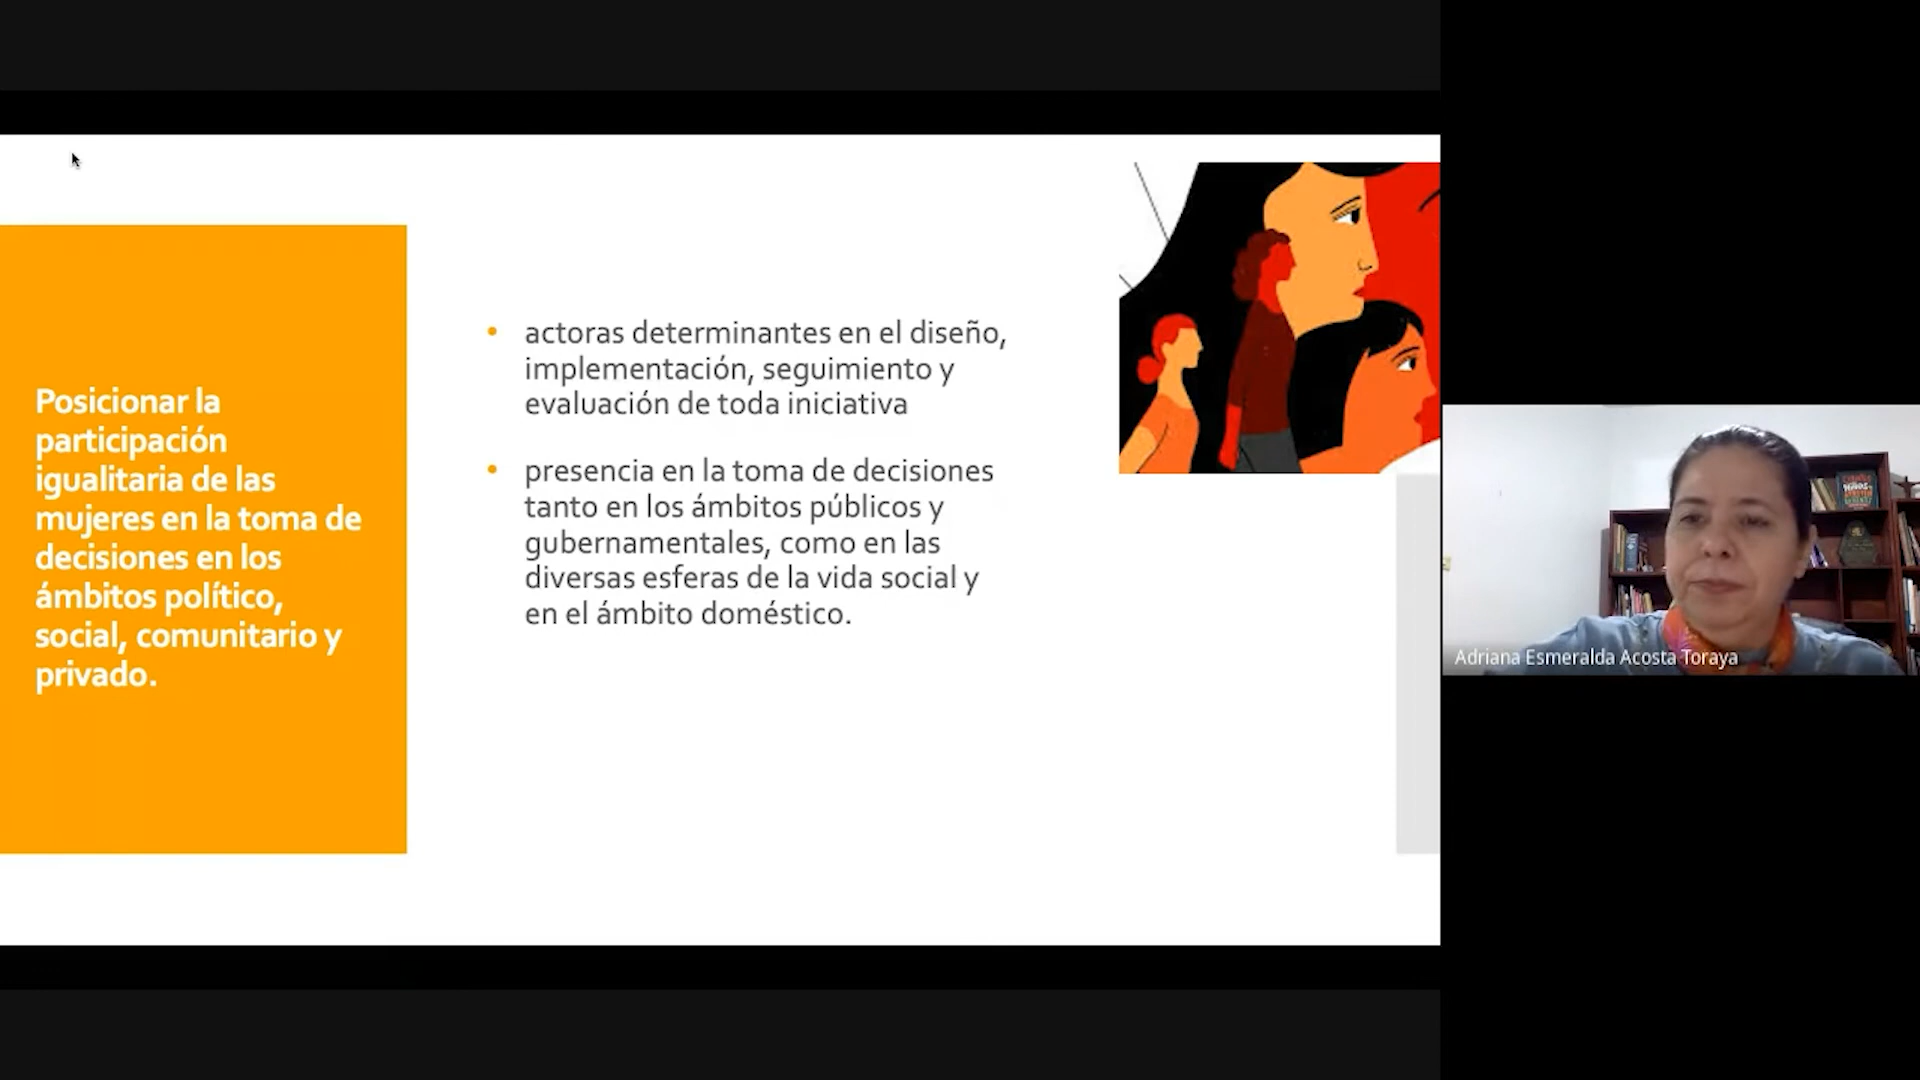 Posicionar la
participación
igualitaria de las
mujeres en la toma de
decisiones en los
ámbitos político,
social, comunitario y
privado.
• actoras determinantes en el diseño,
implementación, seguimiento y
evaluación de toda iniciativa
• presencia en la toma de decisiones
tanto en los ámbitos públicos y
gubernamentales, como en las
diversas esferas de la vida social y
en el ámbito doméstico.
Adriana Esmeralda Acosta Toraya